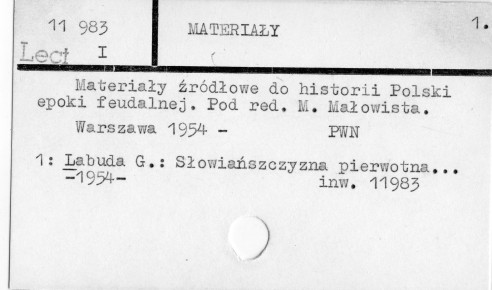 11 983
MATERIAŁY
1.
Lect I
Materiały źródłowe do historii Polski
epoki feudalnej. Pod red. M. Małowista.
Warszawa 1954 - PWN
1: Labuda G.: Słowiańszczyzna pierwotna...
-1954-
inw. 11983